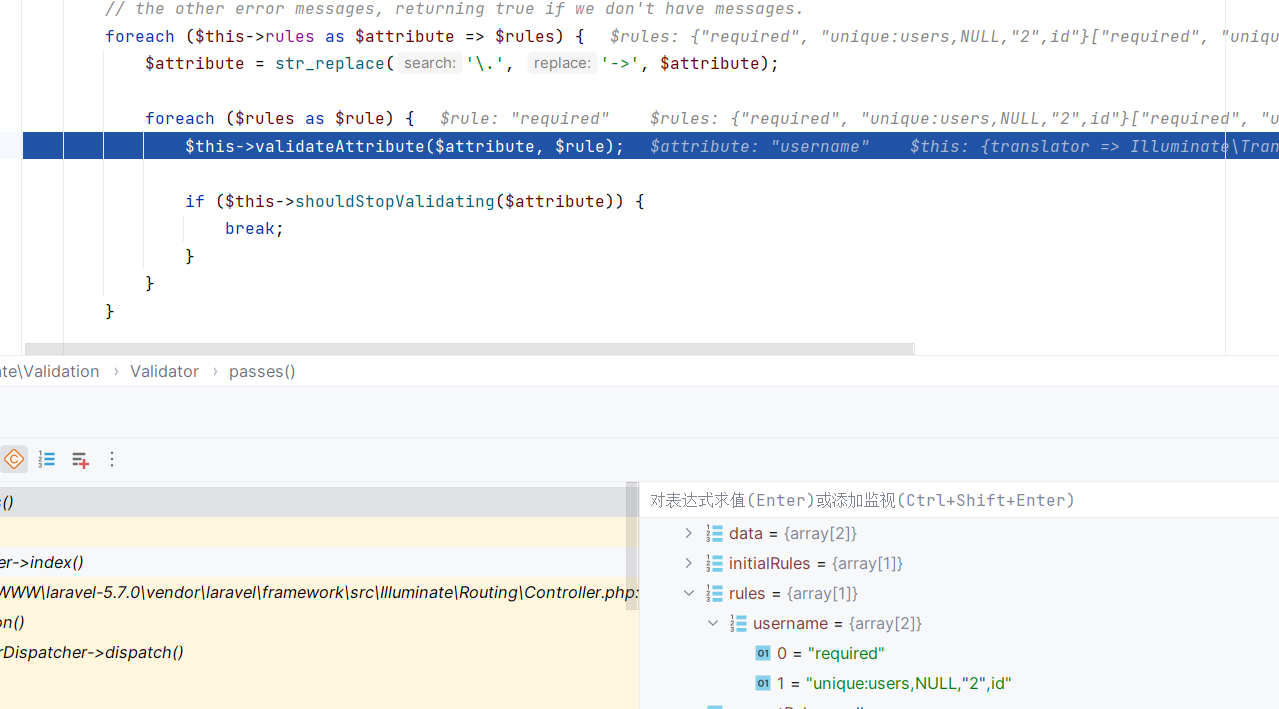 // the other error messages, returning true if we don't have messages.
foreach ($this->rules as $attribute => $rules) {   $rules: {"required", "unique:users,NULL,"2",id"}["required", "uniqu
$attribute = str_replace( search: '\.', replace: '->', $attribute);
foreach ($rules as $rule) {   $rule: "required"   $rules: {"required", "unique:users,NULL,"2",id"}["required", "u
$this->validateAttribute($attribute, $rule);   $attribute: "username"   $this: {translator => Illuminate\Tran
if ($this->shouldStopValidating($attribute)) {
break;
}
}
}
te\Validation › Validator › passes()
()
er->index()
WWW\laravel-5.7.0\vendor\laravel\framework\src\Illuminate\Routing\Controller.php:
on()
rDispatcher->dispatch()
对表达式求值(Enter)或添加监视(Ctrl+Shift+Enter)
data = {array[2]}
initialRules = {array[1]}
rules = {array[1]}
username = {array[2]}
0 = "required"
1 = "unique:users,NULL,"2",id"